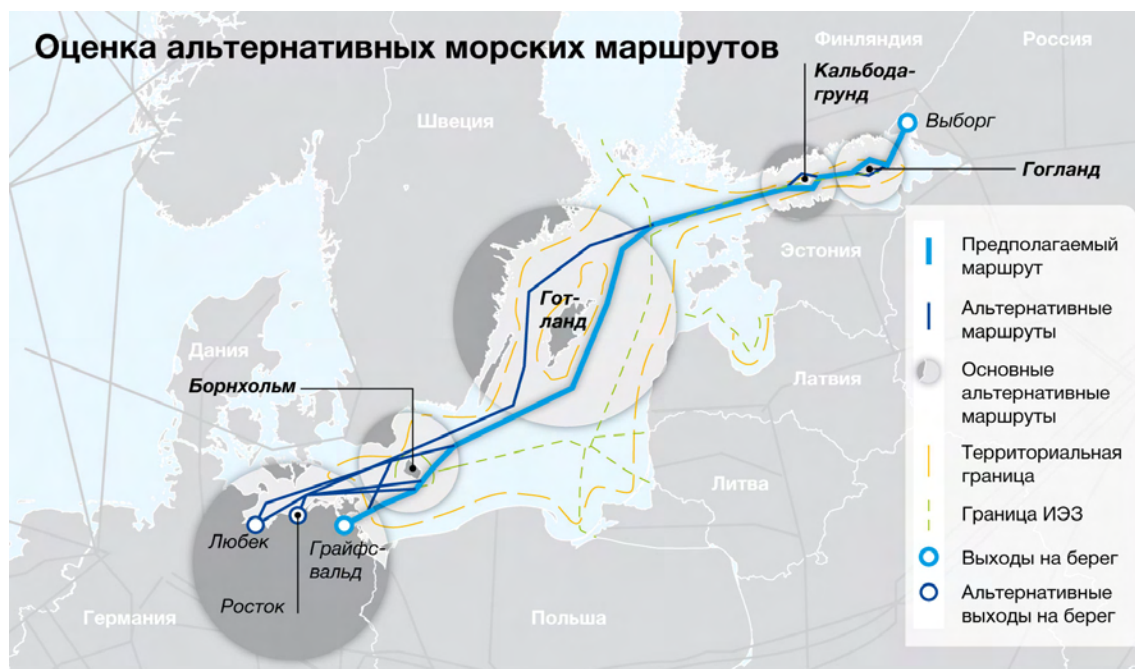 Оценка альтернативных морских маршрутов
Финляндия
Россия
Кальбода-
грунд
Швеция
Выборг
Гогланд
Эстония
Гот-
ланд
Дания
Борнхольм
Латвия
Литва
Любек
Грайфс-
вальд
Росток
Германия
Польша
Предполагаемый
маршрут
Альтернативные
маршруты
Основные
альтернативные
маршруты
Территориальная
граница
Граница ИЭЗ
Выходы на берег
Альтернативные
выходы на берег